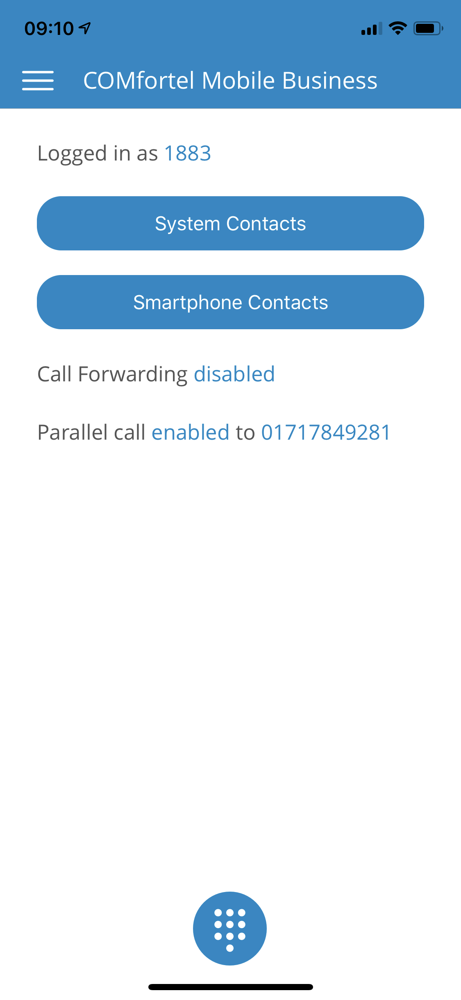 09:10
COMfortel Mobile Business
Logged in as 1883
System Contacts
Smartphone Contacts
Call Forwarding disabled
Parallel call enabled to 01717849281